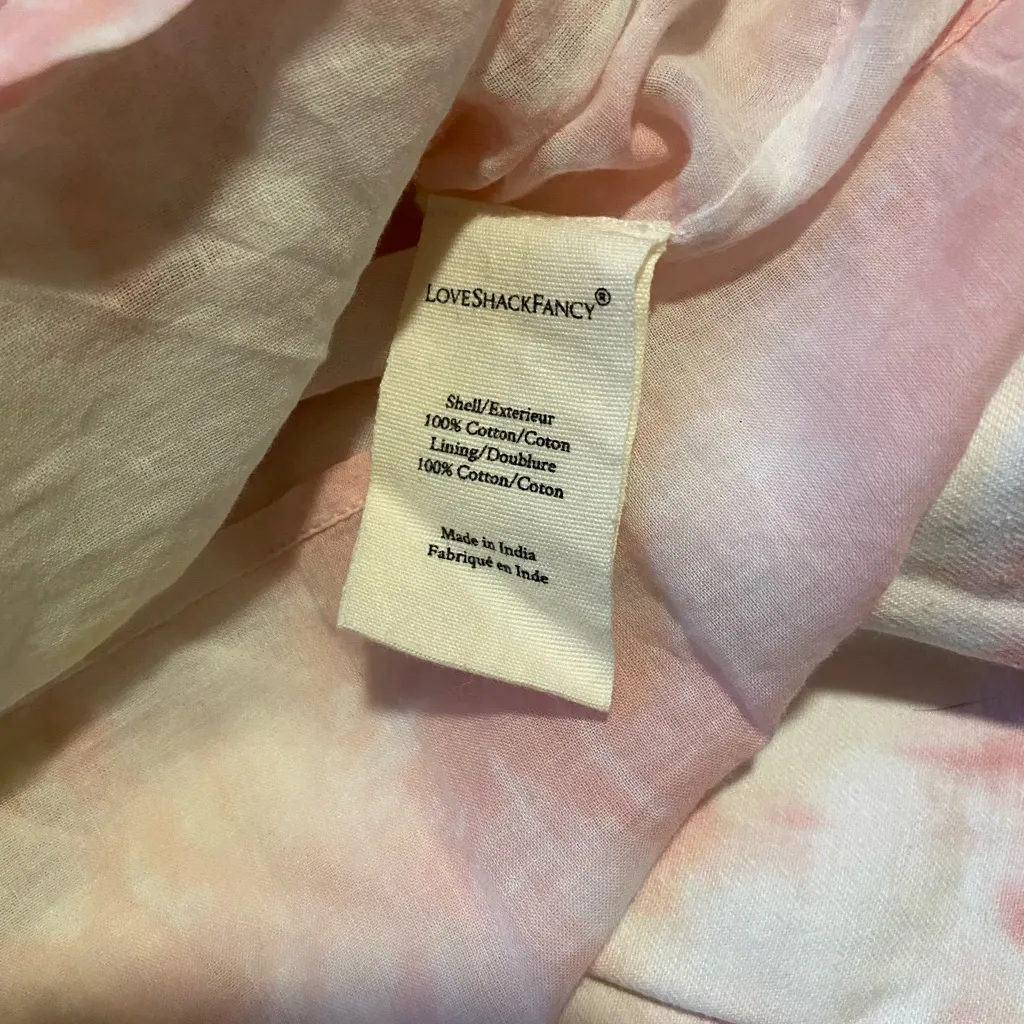 LOVESHACKFANCY®
Shell/Exterieur
100% Cotton/Coton
Lining/Doublure
100% Cotton/Coton
Made in India
Fabriqué en Inde